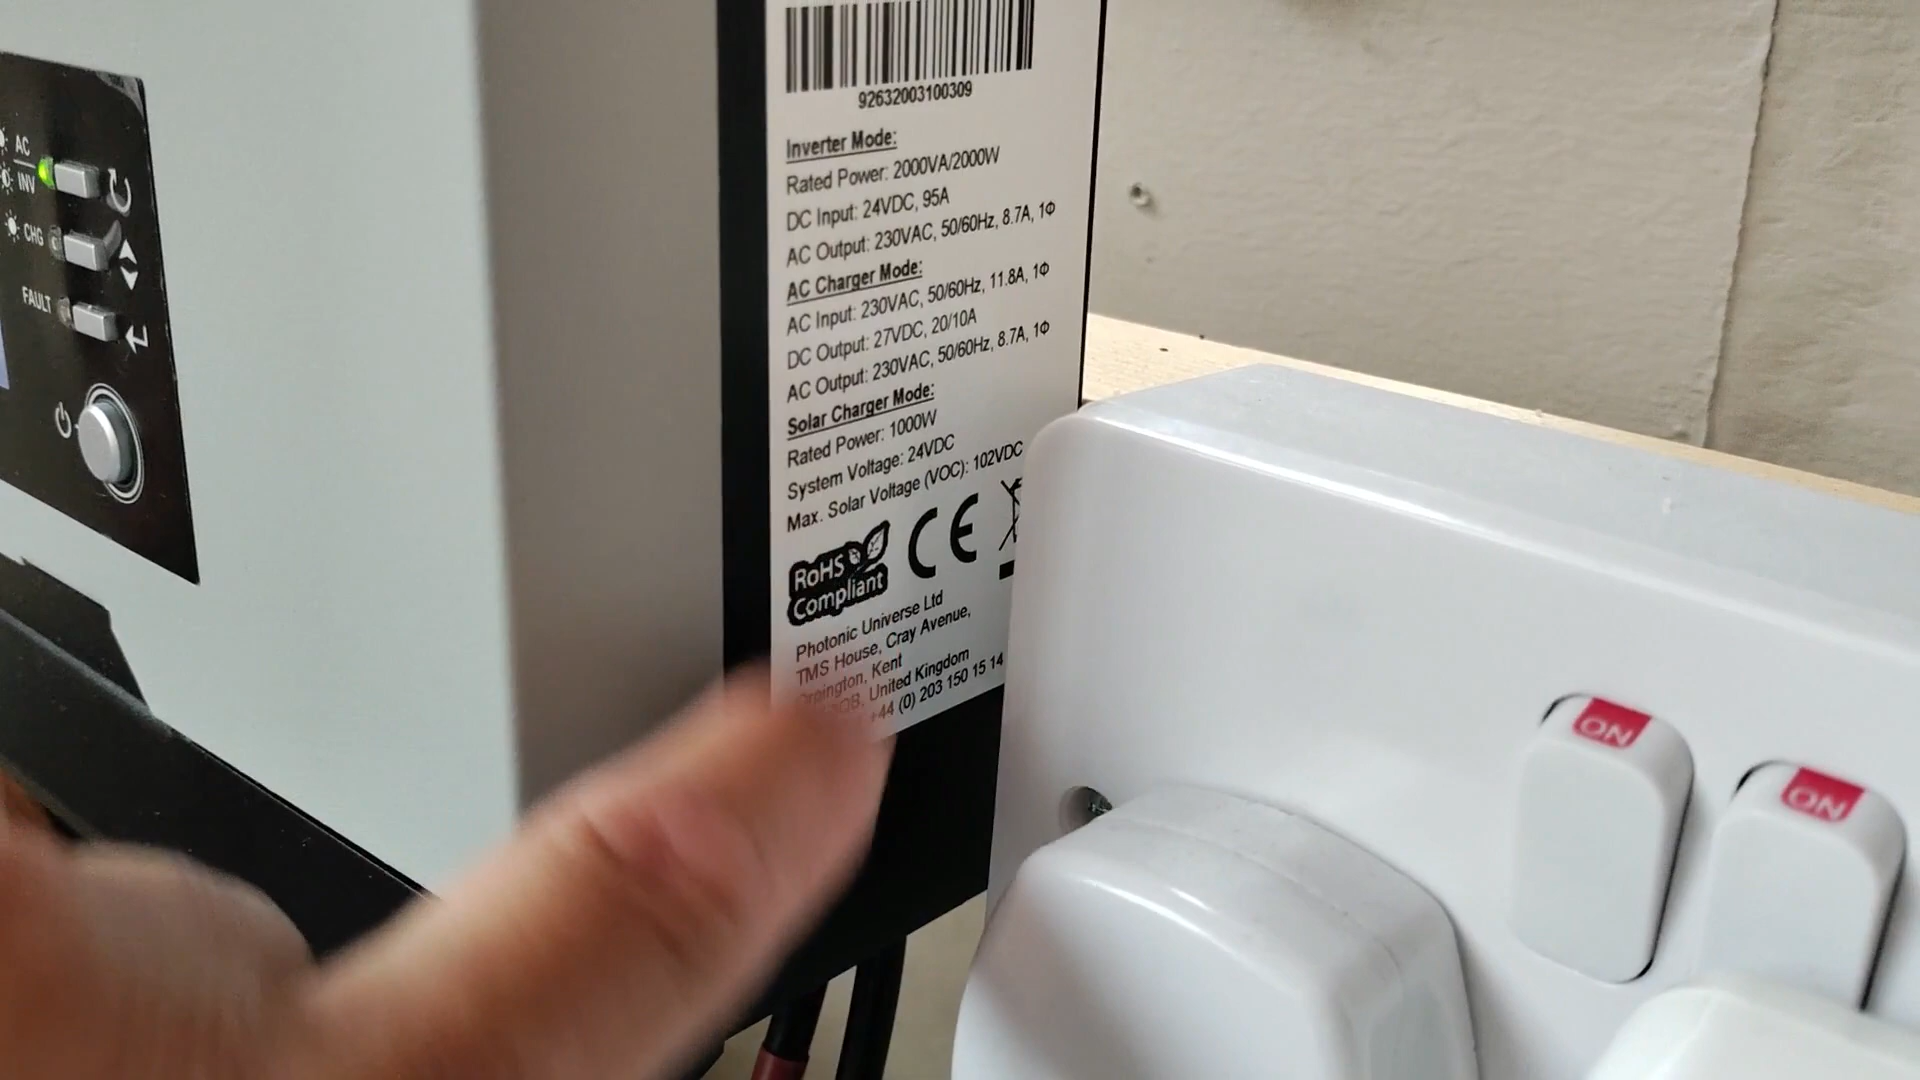 AC
INV
CHG
FAULT
92632003100309
Inverter Mode:
Rated Power: 2000VA/2000W
DC Input: 24VDC, 95A
AC Output: 230VAC, 50/60Hz, 8.7A, 1Φ
AC Charger Mode:
AC Input: 230VAC, 50/60Hz, 11.8A, 1Φ
DC Output: 27VDC, 20/10A
AC Output: 230VAC, 50/60Hz, 8.7A, 1Φ
Solar Charger Mode:
Rated Power: 1000W
System Voltage: 24VDC
Max. Solar Voltage (VOC): 102VDC
RoHS
Compliant
CE
Photonic Universe Ltd
TMS House, Cray Avenue,
Orpington, Kent
United Kingdom
+44 (0) 203 150 15 14
ON
ON